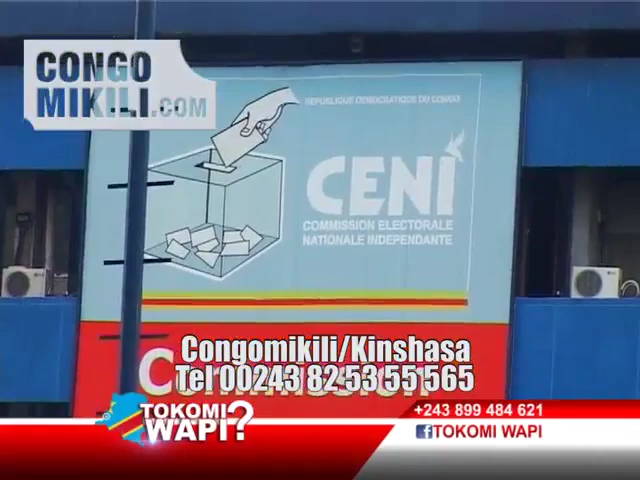 CONGO
MIKILI.COM
REPUBLIQUE DEMOCRATIQUE DU CONGO
CENI
COMMISSION ELECTORALE
NATIONALE INDEPENDANTE
Congomikili/Kinshasa
Tel 00243 82 53 55 565
Commission
TOKOMI
WAPI?
+243 899 484 621
TOKOMI WAPI